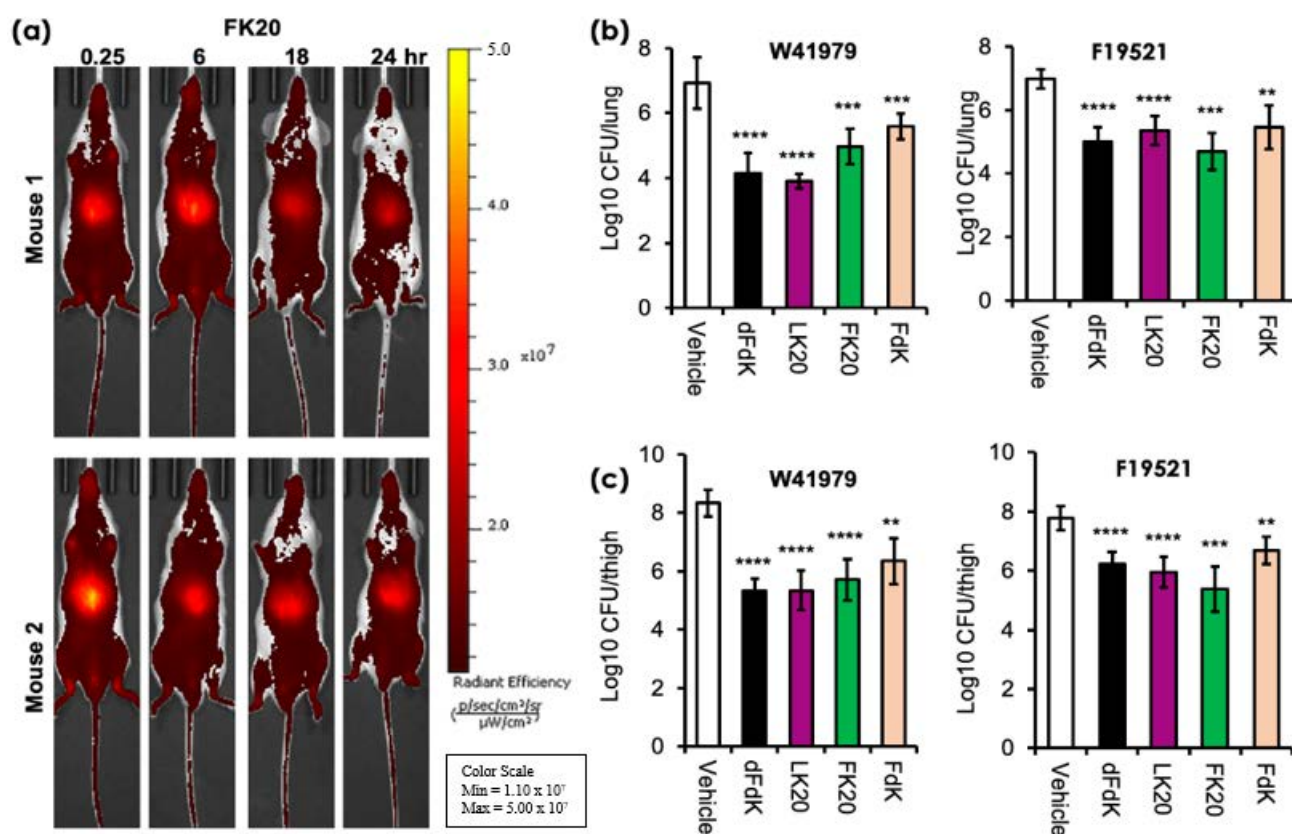 (a)
FK20
0.25 6 18 24 hr
Mouse 1
Mouse 2
5.0
4.0
3.0 x10⁷
2.0
Radiant Efficiency
(p/sec/cm²/sr
µW/cm²)
Color Scale
Min = 1.10 x 10⁷
Max = 5.00 x 10⁷
(b)
W41979
Log10 CFU/lung
8
6
4
2
0
****
****
***
***
Vehicle
dFdK
LK20
FK20
FdK
F19521
Log10 CFU/lung
8
6
4
2
0
****
****
***
**
Vehicle
dFdK
LK20
FK20
FdK
(c)
W41979
Log10 CFU/thigh
10
8
6
4
2
0
****
****
****
**
Vehicle
dFdK
LK20
FK20
FdK
F19521
Log10 CFU/thigh
10
8
6
4
2
0
****
****
***
**
Vehicle
dFdK
LK20
FK20
FdK